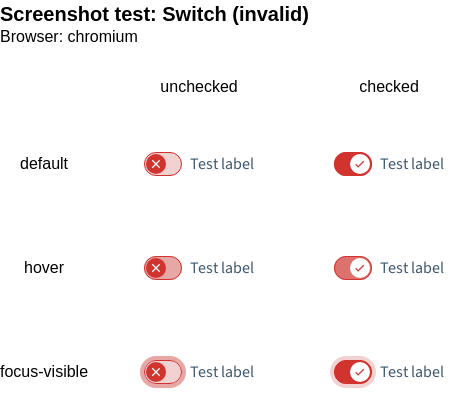 Screenshot test: Switch (invalid)
Browser: chromium
unchecked checked
default Test label Test label
hover Test label Test label
focus-visible Test label Test label